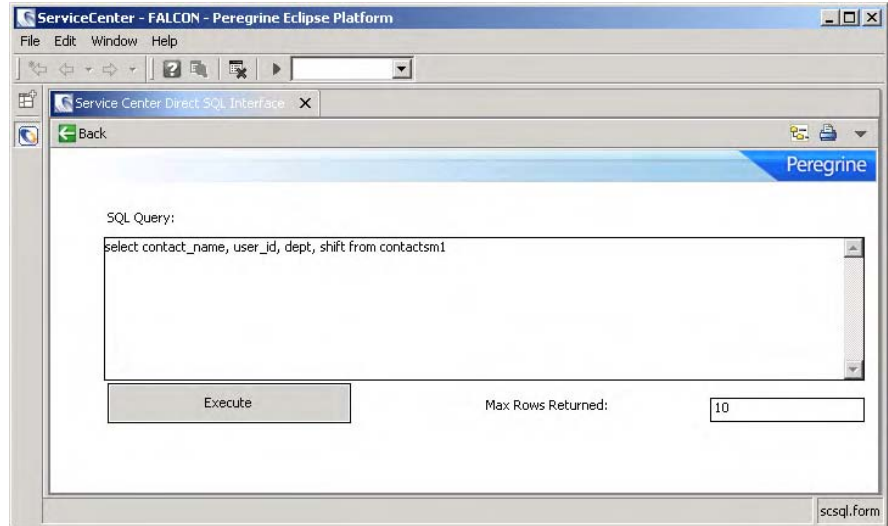 ServiceCenter - FALCON - Peregrine Eclipse Platform
File Edit Window Help
Service Center Direct SQL Interface
Back
Peregrine
SQL Query:
select contact_name, user_id, dept, shift from contactsm1
Execute
Max Rows Returned:
10
scsql.form